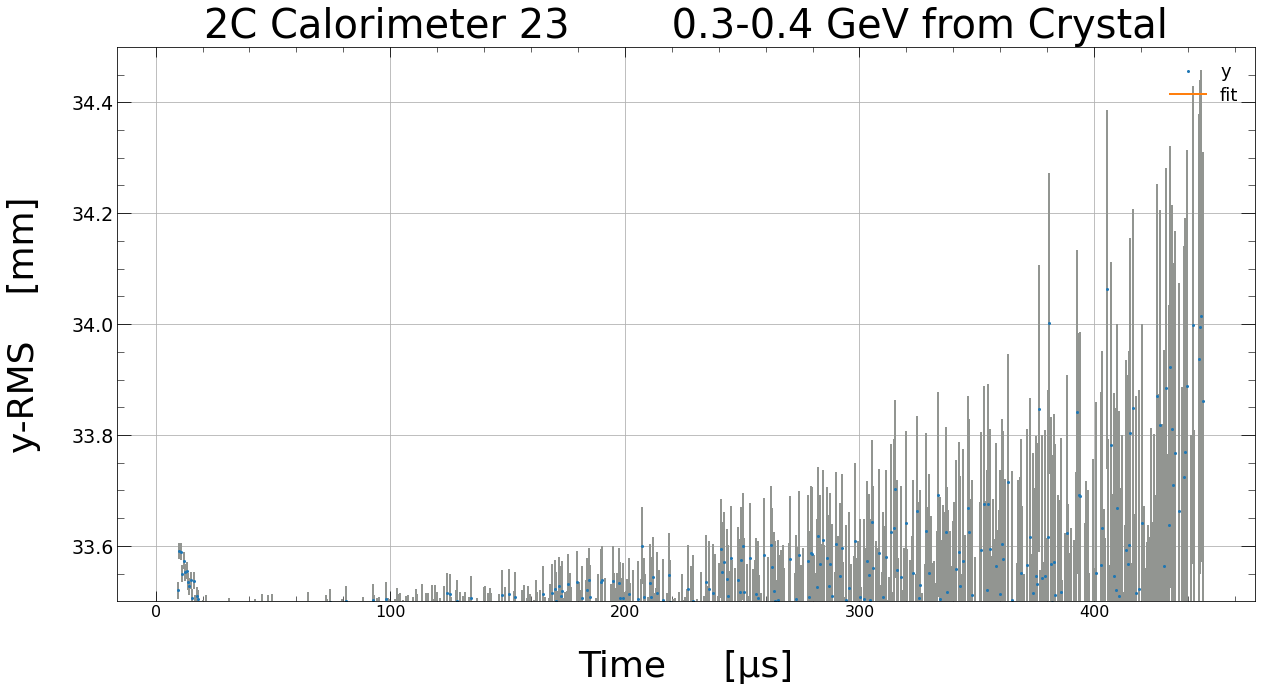 2C Calorimeter 23 0.3-0.4 GeV from Crystal
y
fit
34.4
34.2
34.0
33.8
33.6
y-RMS [mm]
0 100 200 300 400
Time [µs]